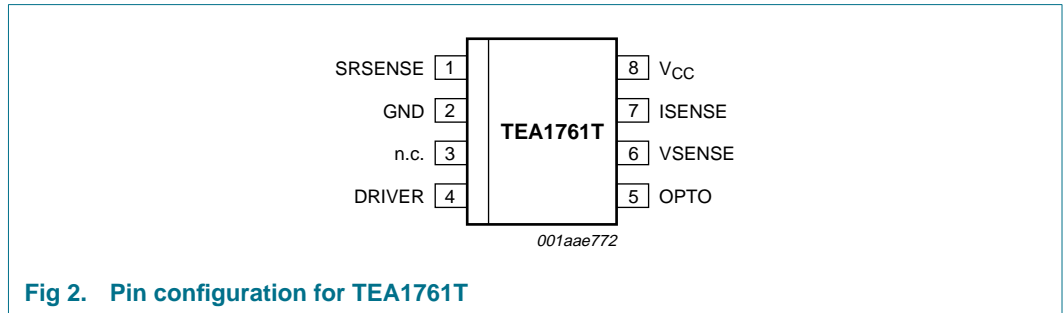 SRSENSE 1
GND 2
n.c. 3
DRIVER 4
TEA1761T
8 VCC
7 ISENSE
6 VSENSE
5 OPTO
001aae772
Fig 2. Pin configuration for TEA1761T